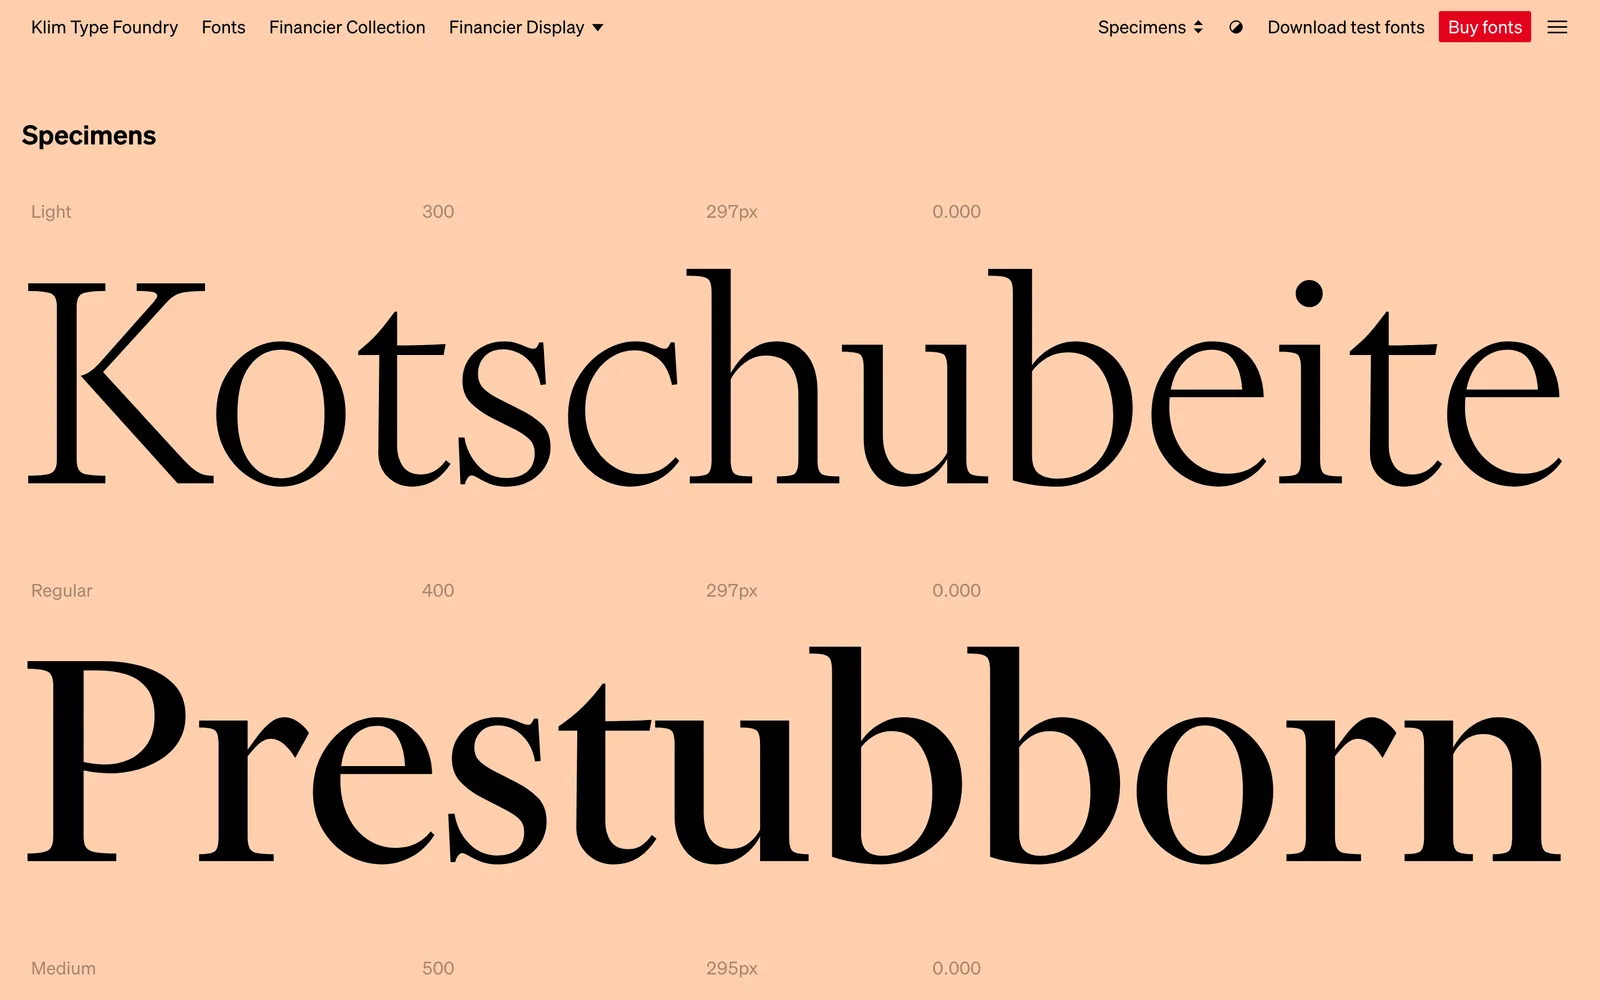 Klim Type Foundry Fonts Financier Collection Financier Display Specimens Download test fonts Buy fonts
Specimens
Light 300 297px 0.000
Kotschubeite
Regular 400 297px 0.000
Prestubborn
Medium 500 295px 0.000